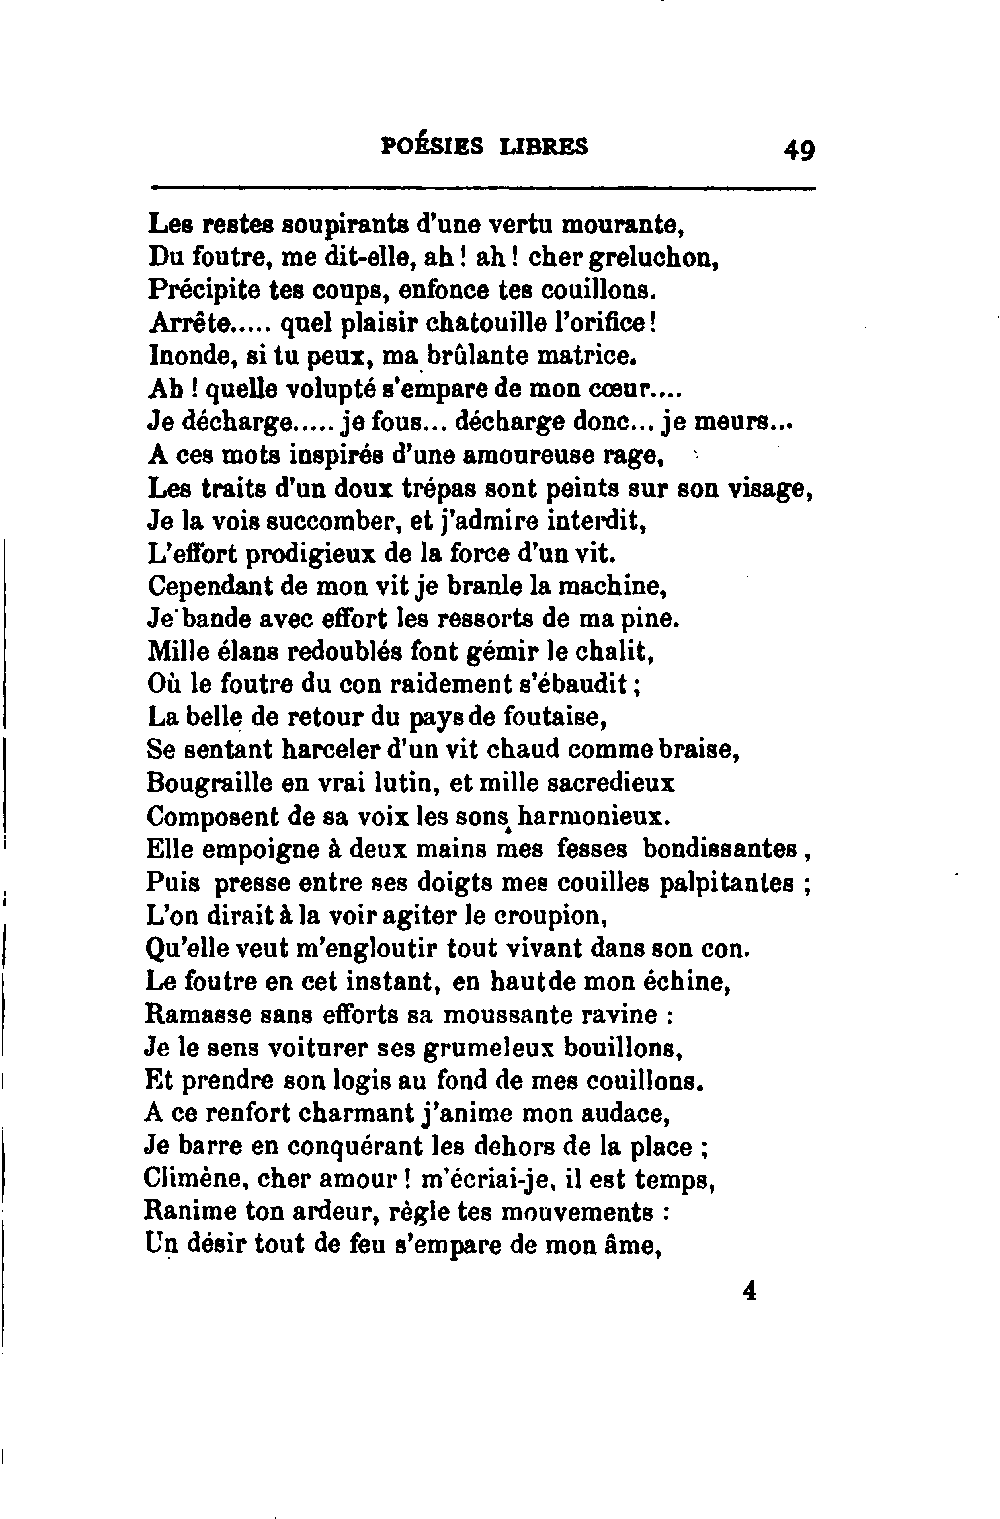 POÉSIES LIBRES 49
Les restes soupirants d'une vertu mourante,
Du foutre, me dit-elle, ah ! ah ! cher greluchon,
Précipite tes coups, enfonce tes couillons.
Arrête..... quel plaisir chatouille l'orifice !
Inonde, si tu peux, ma brûlante matrice.
Ah ! quelle volupté s'empare de mon cœur....
Je décharge..... je fous... décharge donc... je meurs...
A ces mots inspirés d'une amoureuse rage,
Les traits d'un doux trépas sont peints sur son visage,
Je la vois succomber, et j'admire interdit,
L'effort prodigieux de la force d'un vit.
Cependant de mon vit je branle la machine,
Je bande avec effort les ressorts de ma pine.
Mille élans redoublés font gémir le chalit,
Où le foutre du con raidement s'ébaudit ;
La belle de retour du pays de foutaise,
Se sentant harceler d'un vit chaud comme braise,
Bougraille en vrai lutin, et mille sacredieux
Composent de sa voix les sons harmonieux.
Elle empoigne à deux mains mes fesses bondissantes,
Puis presse entre ses doigts mes couilles palpitantes ;
L'on dirait à la voir agiter le croupion,
Qu'elle veut m'engloutir tout vivant dans son con.
Le foutre en cet instant, en haut de mon échine,
Ramasse sans efforts sa moussante ravine :
Je le sens voiturer ses grumeleux bouillons,
Et prendre son logis au fond de mes couillons.
A ce renfort charmant j'anime mon audace,
Je barre en conquérant les dehors de la place ;
Climène, cher amour ! m'écriai-je, il est temps,
Ranime ton ardeur, règle tes mouvements :
Un désir tout de feu s'empare de mon âme,
4